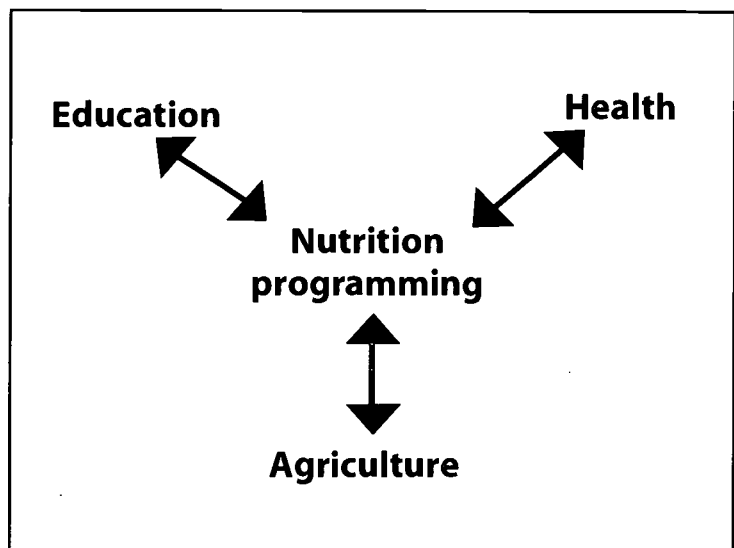 Education
Health
Nutrition
programming
Agriculture